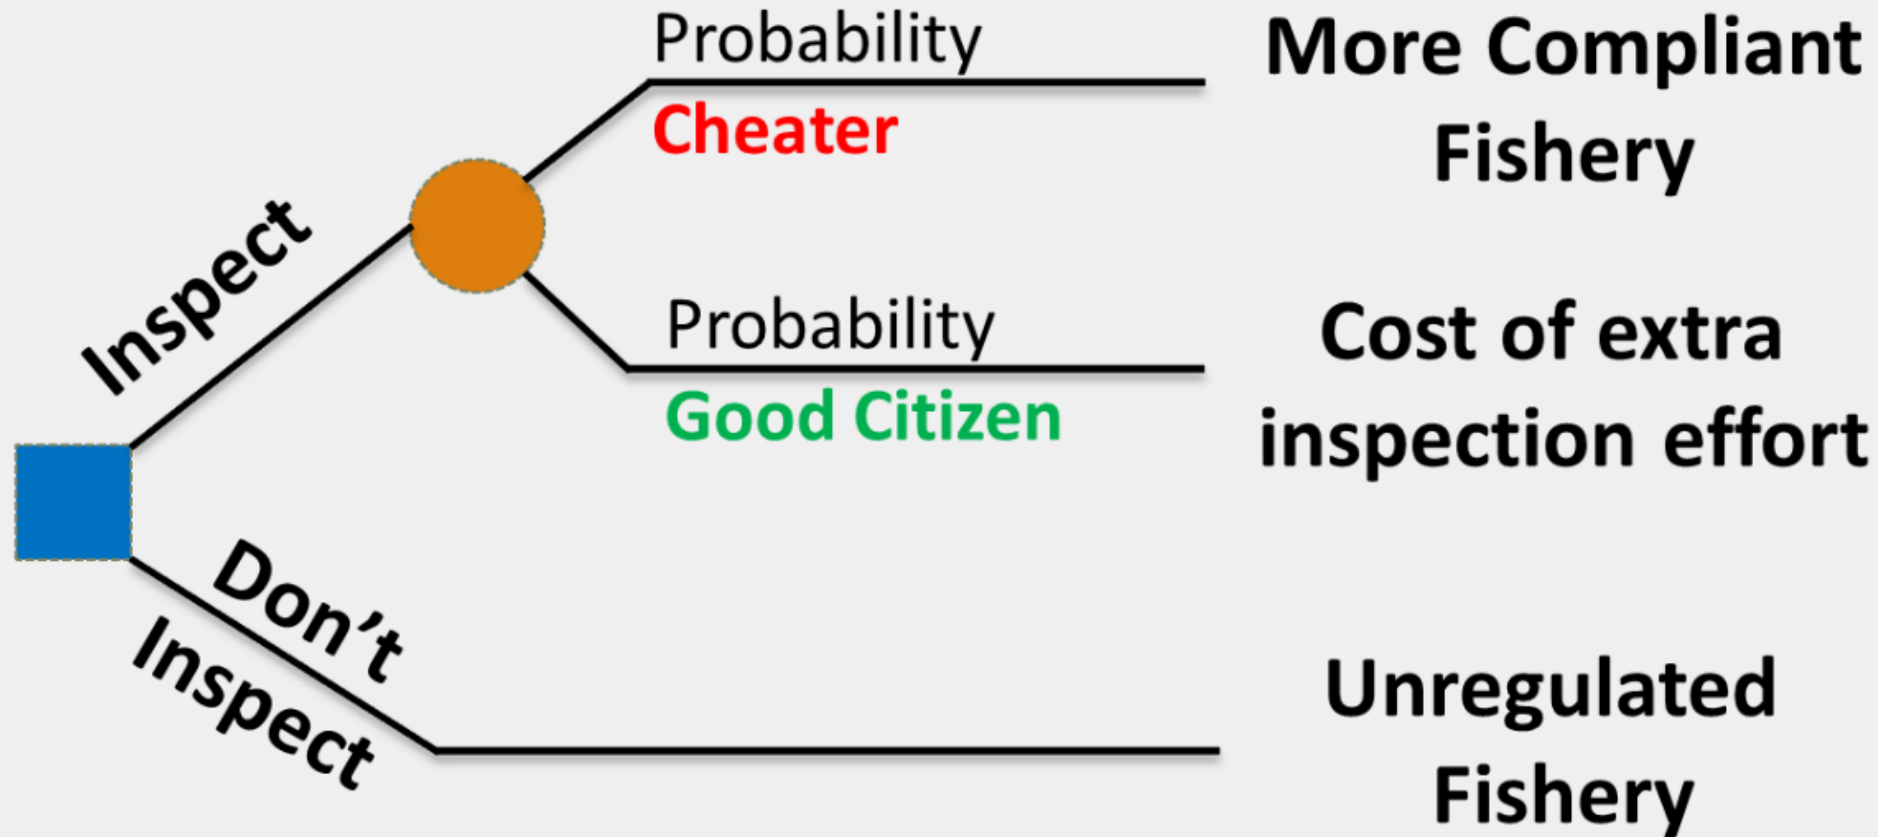 Probability
Cheater
More Compliant
Fishery
Inspect
Probability
Good Citizen
Cost of extra
inspection effort
Don’t
Inspect
Unregulated
Fishery